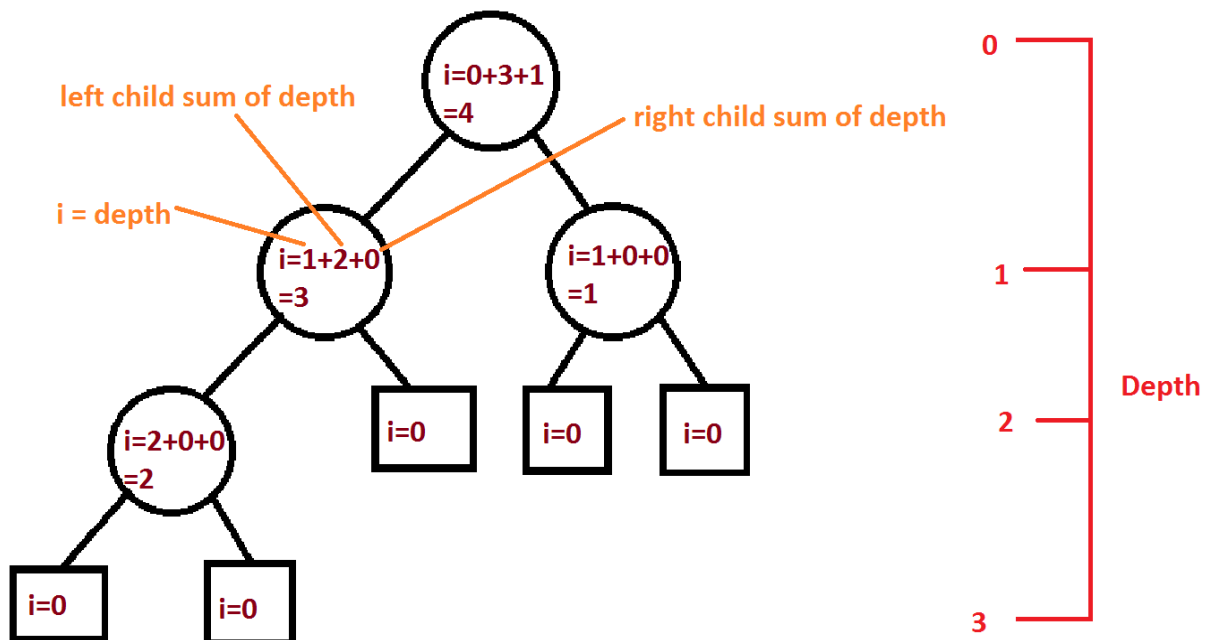 0
i=0+3+1
=4
left child sum of depth
right child sum of depth
i = depth
i=1+2+0
=3
i=1+0+0
=1
1
i=0
i=0
i=0
2
Depth
i=2+0+0
=2
i=0
i=0
3